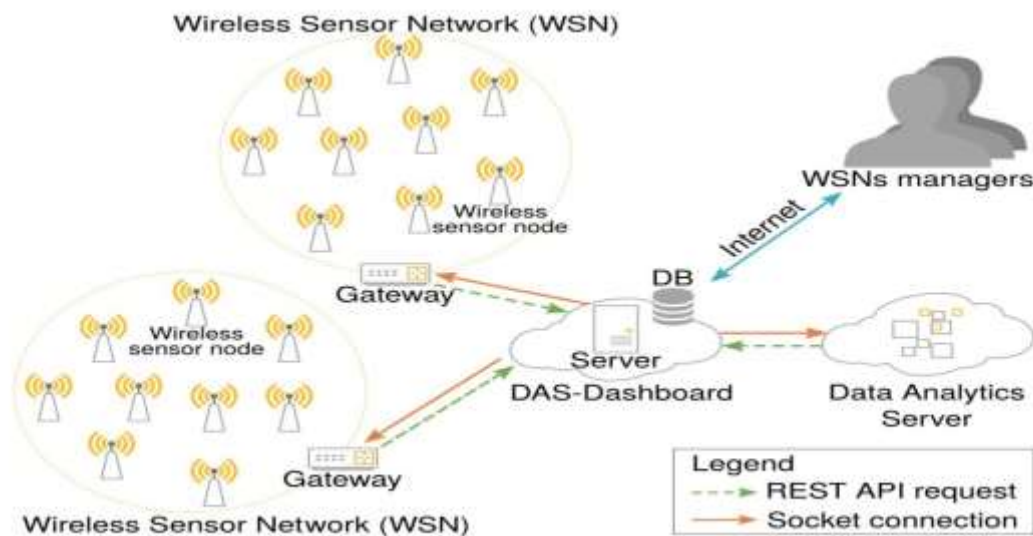 Wireless Sensor Network (WSN)
Wireless
sensor node
WSNs managers
Internet
Gateway
DB
Server
DAS-Dashboard
Data Analytics
Server
Wireless
sensor node
Gateway
Wireless Sensor Network (WSN)
Legend
REST API request
Socket connection